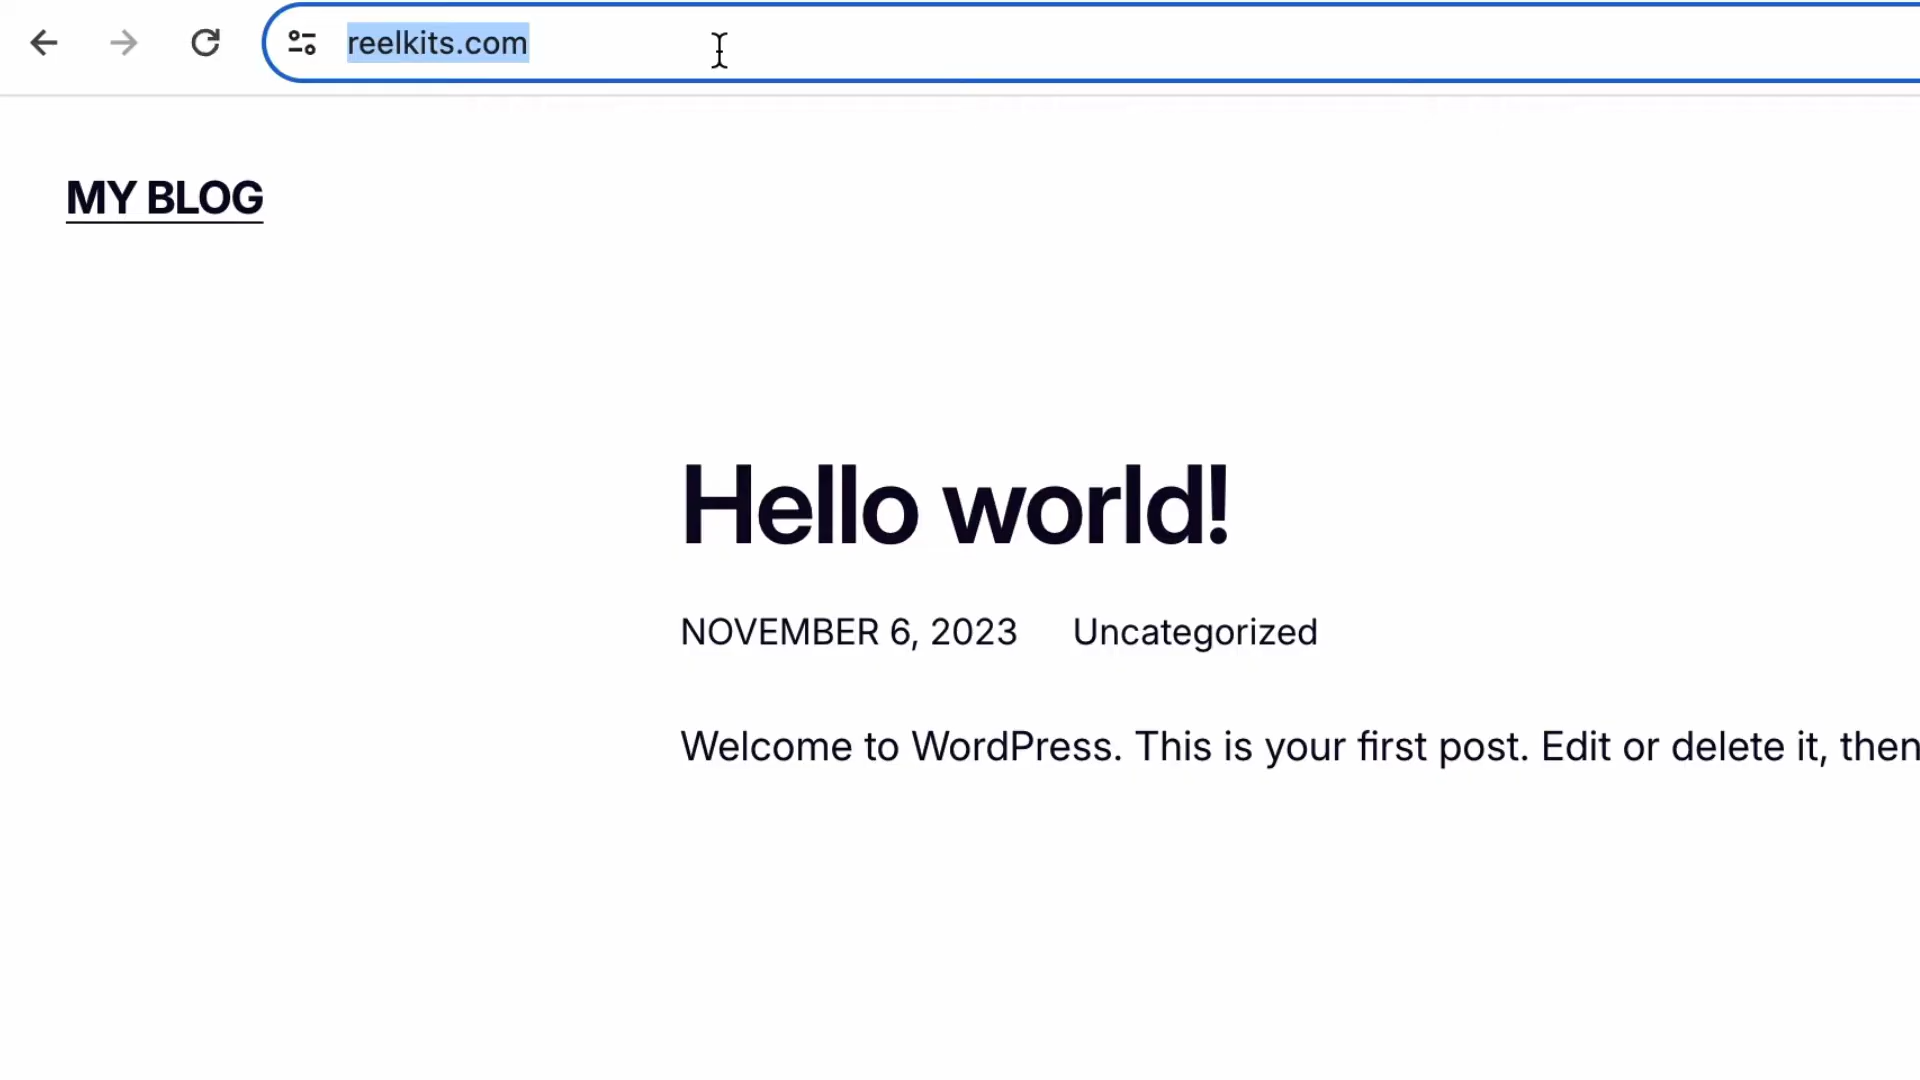 reelkits.com
MY BLOG
Hello world!
NOVEMBER 6, 2023 Uncategorized
Welcome to WordPress. This is your first post. Edit or delete it, then